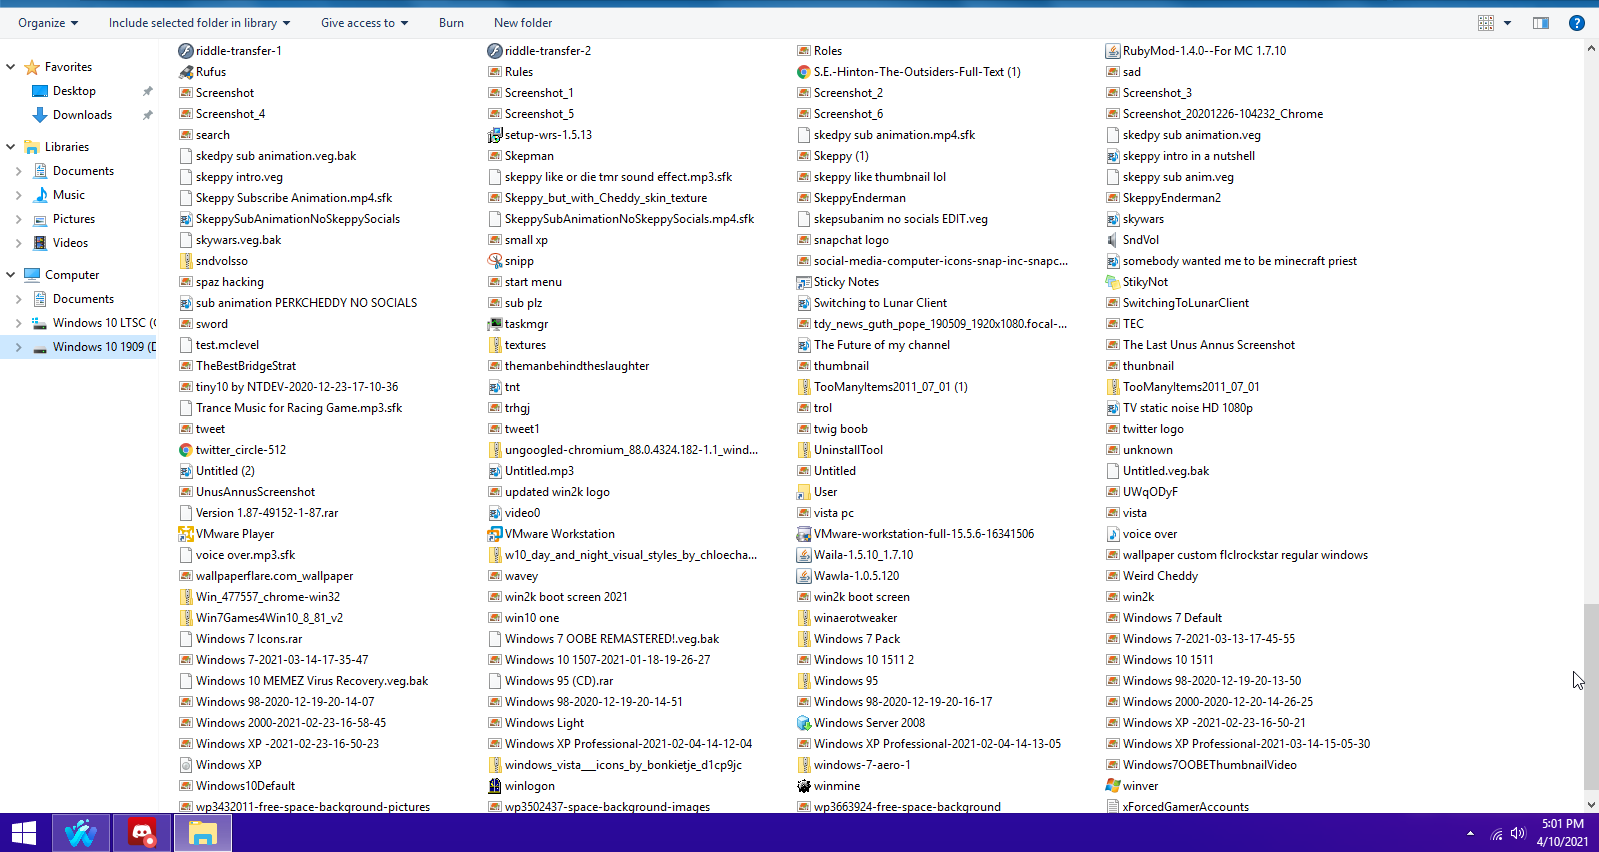 Organize
Include selected folder in library
Give access to
Burn
New folder
Favorites
Desktop
Downloads
Libraries
Documents
Music
Pictures
Videos
Computer
Documents
Windows 10 LTSC (C
Windows 10 1909 (D
riddle-transfer-1
riddle-transfer-2
Roles
RubyMod-1.4.0--For MC 1.7.10
Rufus
Rules
S.E.-Hinton-The-Outsiders-Full-Text (1)
sad
Screenshot
Screenshot_1
Screenshot_2
Screenshot_3
Screenshot_4
Screenshot_5
Screenshot_6
Screenshot_20201226-104232_Chrome
search
setup-wrs-1.5.13
skedpy sub animation.mp4.sfk
skedpy sub animation.veg
skedpy sub animation.veg.bak
Skepman
Skeppy (1)
skeppy intro in a nutshell
skeppy intro.veg
skeppy like or die tmr sound effect.mp3.sfk
skeppy like thumbnail lol
skeppy sub anim.veg
Skeppy Subscribe Animation.mp4.sfk
Skeppy_but_with_Cheddy_skin_texture
SkeppyEnderman
SkeppyEnderman2
SkeppySubAnimationNoSkeppySocials
SkeppySubAnimationNoSkeppySocials.mp4.sfk
skepsubanim no socials EDIT.veg
skywars
skywars.veg.bak
small xp
snapchat logo
SndVol
sndvolsso
snipp
social-media-computer-icons-snap-inc-snapc...
somebody wanted me to be minecraft priest
spaz hacking
start menu
Sticky Notes
StikyNot
sub animation PERKCHEDDY NO SOCIALS
sub plz
Switching to Lunar Client
SwitchingToLunarClient
sword
taskmgr
tdy_news_guth_pope_190509_1920x1080.focal-...
TEC
test.mclevel
textures
The Future of my channel
The Last Unus Annus Screenshot
TheBestBridgeStrat
themanbehindtheslaughter
thumbnail
thunbnail
tiny10 by NTDEV-2020-12-23-17-10-36
tnt
TooManyItems2011_07_01 (1)
TooManyItems2011_07_01
Trance Music for Racing Game.mp3.sfk
trhgj
trol
TV static noise HD 1080p
tweet
tweet1
twig boob
twitter logo
twitter_circle-512
ungoogled-chromium_88.0.4324.182-1.1_wind...
UninstallTool
unknown
Untitled (2)
Untitled.mp3
Untitled
Untitled.veg.bak
UnusAnnusScreenshot
updated win2k logo
User
UWqODyF
Version 1.87-49152-1-87.rar
video0
vista pc
vista
VMware Player
VMware Workstation
VMware-workstation-full-15.5.6-16341506
voice over
voice over.mp3.sfk
w10_day_and_night_visual_styles_by_chloecha...
Waila-1.5.10_1.7.10
wallpaper custom flclrockstar regular windows
wallpaperflare.com_wallpaper
wavey
Wawla-1.0.5.120
Weird Cheddy
Win_477557_chrome-win32
win2k boot screen 2021
win2k boot screen
win2k
Win7Games4Win10_8_81_v2
win10 one
winaerotweaker
Windows 7 Default
Windows 7 Icons.rar
Windows 7 OOBE REMASTERED!.veg.bak
Windows 7 Pack
Windows 7-2021-03-13-17-45-55
Windows 7-2021-03-14-17-35-47
Windows 10 1507-2021-01-18-19-26-27
Windows 10 1511 2
Windows 10 1511
Windows 10 MEMEZ Virus Recovery.veg.bak
Windows 95 (CD).rar
Windows 95
Windows 98-2020-12-19-20-13-50
Windows 98-2020-12-19-20-14-07
Windows 98-2020-12-19-20-14-51
Windows 98-2020-12-19-20-16-17
Windows 2000-2020-12-20-14-26-25
Windows 2000-2021-02-23-16-58-45
Windows Light
Windows Server 2008
Windows XP -2021-02-23-16-50-21
Windows XP -2021-02-23-16-50-23
Windows XP Professional-2021-02-04-14-12-04
Windows XP Professional-2021-02-04-14-13-05
Windows XP Professional-2021-03-14-15-05-30
Windows XP
windows_vista___icons_by_bonkietje_d1cp9jc
windows-7-aero-1
Windows7OOBEThumbnailVideo
Windows10Default
winlogon
winmine
winver
wp3432011-free-space-background-pictures
wp3502437-space-background-images
wp3663924-free-space-background
xForcedGamerAccounts
5:01 PM
4/10/2021